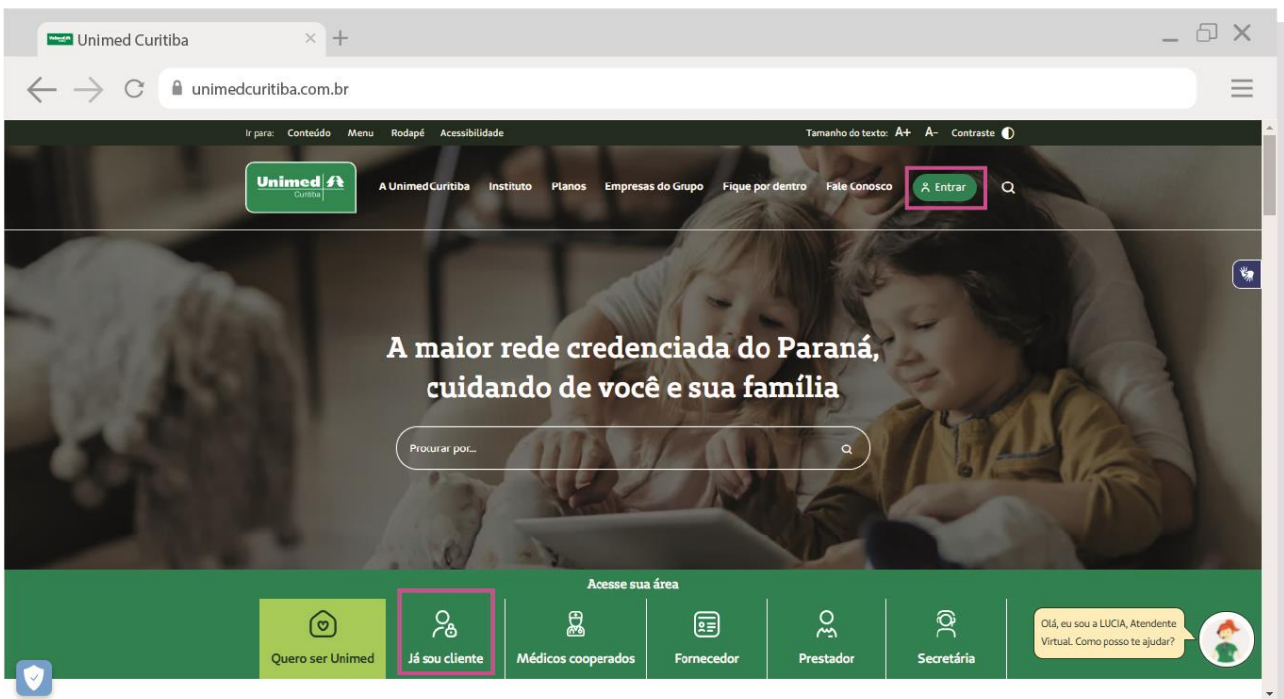 Unimed Curitiba
unimedcuritiba.com.br
Ir para: Conteúdo Menu Rodapé Acessibilidade
Tamanho do texto: A+ A- Contraste
Unimed
Curitiba
A Unimed Curitiba Instituto Planos Empresas do Grupo Fique por dentro Fale Conosco Entrar
A maior rede credenciada do Paraná,
cuidando de você e sua família
Procurar por...
Acesse sua área
Quero ser Unimed Já sou cliente Médicos cooperados Fornecedor Prestador Secretária
Olá, eu sou a LUCIA, Atendente
Virtual. Como posso te ajudar?